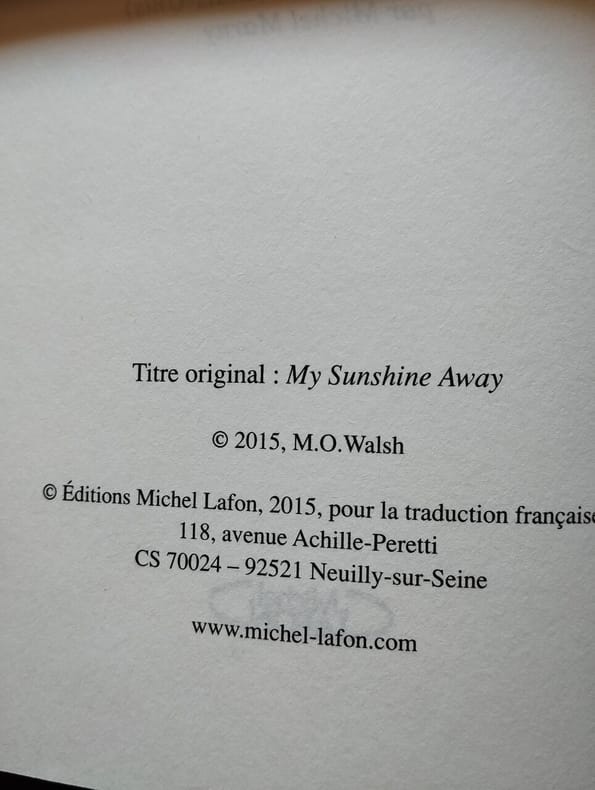 Titre original : My Sunshine Away
© 2015, M.O.Walsh
© Éditions Michel Lafon, 2015, pour la traduction française
118, avenue Achille-Peretti
CS 70024 – 92521 Neuilly-sur-Seine
www.michel-lafon.com